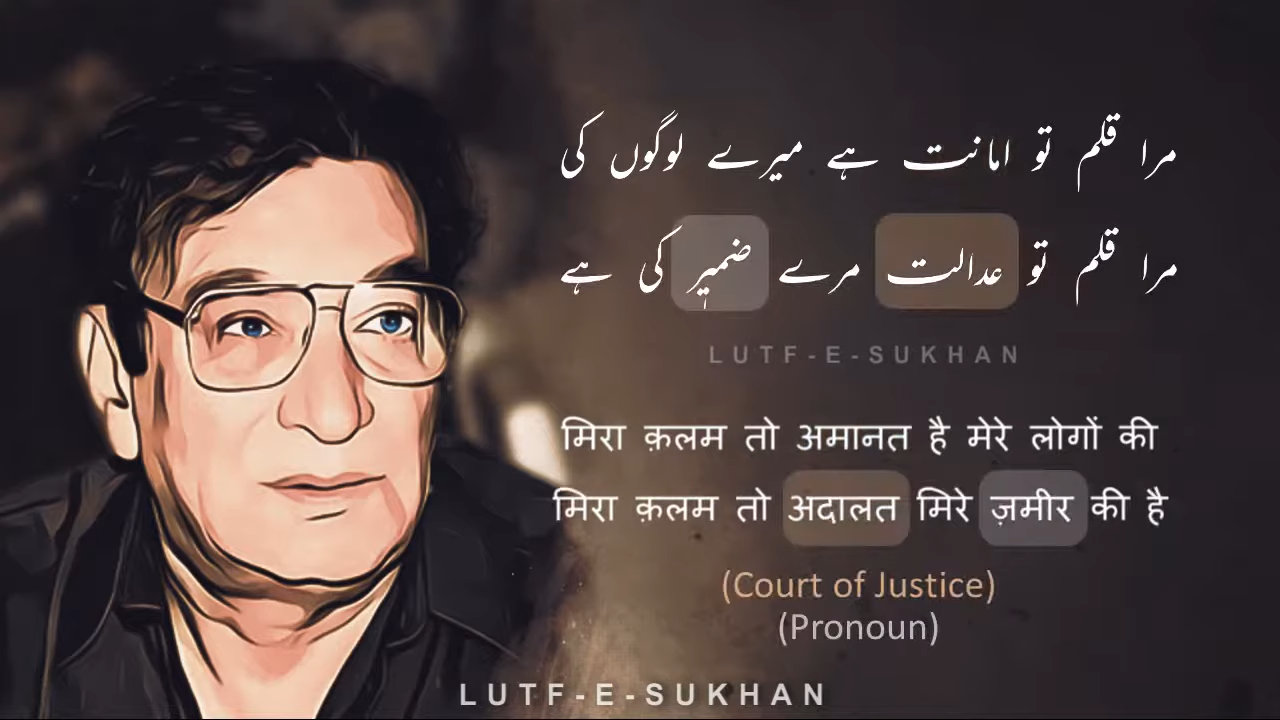 مرا قلم تو امانت ہے میرے لوگوں کی
مرا قلم تو عدالت مرے ضمیر کی ہے
LUTF-E-SUKHAN
मिरा क़लम तो अमानत है मेरे लोगों की
मिरा क़लम तो अदालत मिरे ज़मीर की है
(Court of Justice)
(Pronoun)
LUTF-E-SUKHAN